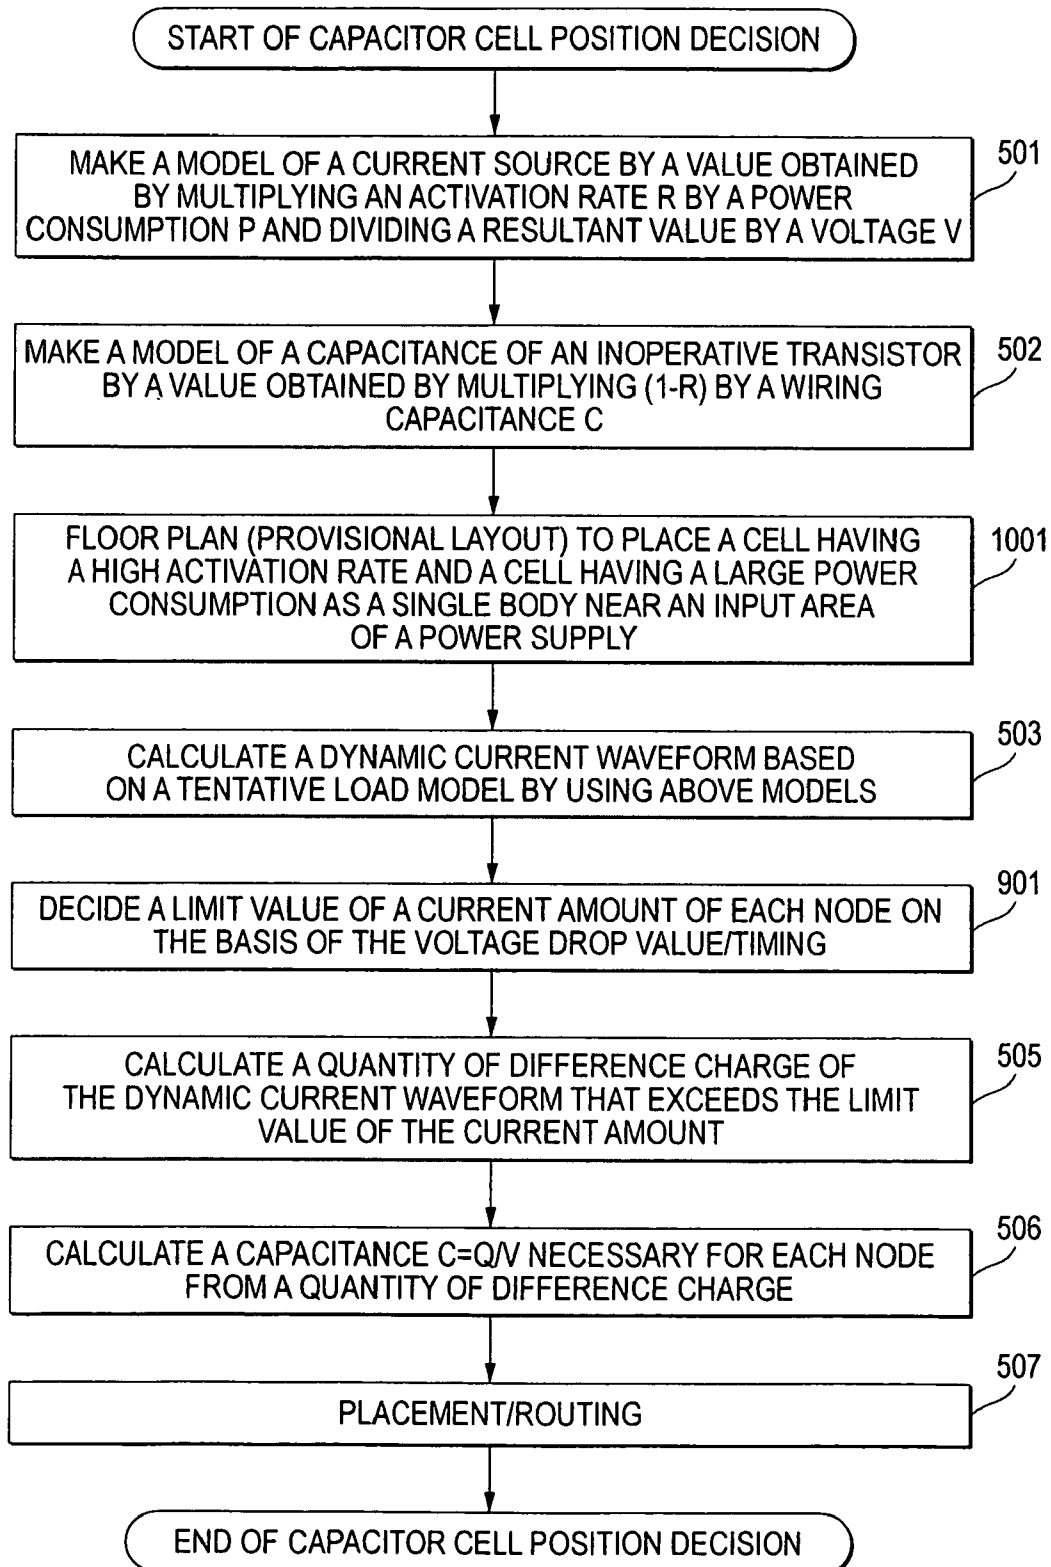 START OF CAPACITOR CELL POSITION DECISION
501
MAKE A MODEL OF A CURRENT SOURCE BY A VALUE OBTAINED
BY MULTIPLYING AN ACTIVATION RATE R BY A POWER
CONSUMPTION P AND DIVIDING A RESULTANT VALUE BY A VOLTAGE V
502
MAKE A MODEL OF A CAPACITANCE OF AN INOPERATIVE TRANSISTOR
BY A VALUE OBTAINED BY MULTIPLYING (1-R) BY A WIRING
CAPACITANCE C
1001
FLOOR PLAN (PROVISIONAL LAYOUT) TO PLACE A CELL HAVING
A HIGH ACTIVATION RATE AND A CELL HAVING A LARGE POWER
CONSUMPTION AS A SINGLE BODY NEAR AN INPUT AREA
OF A POWER SUPPLY
503
CALCULATE A DYNAMIC CURRENT WAVEFORM BASED
ON A TENTATIVE LOAD MODEL BY USING ABOVE MODELS
901
DECIDE A LIMIT VALUE OF A CURRENT AMOUNT OF EACH NODE ON
THE BASIS OF THE VOLTAGE DROP VALUE/TIMING
505
CALCULATE A QUANTITY OF DIFFERENCE CHARGE OF
THE DYNAMIC CURRENT WAVEFORM THAT EXCEEDS THE LIMIT
VALUE OF THE CURRENT AMOUNT
506
CALCULATE A CAPACITANCE C=Q/V NECESSARY FOR EACH NODE
FROM A QUANTITY OF DIFFERENCE CHARGE
507
PLACEMENT/ROUTING
END OF CAPACITOR CELL POSITION DECISION